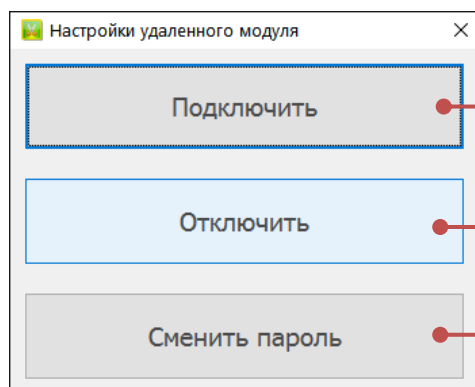 Настройки удаленного модуля
Подключить
Отключить
Сменить пароль